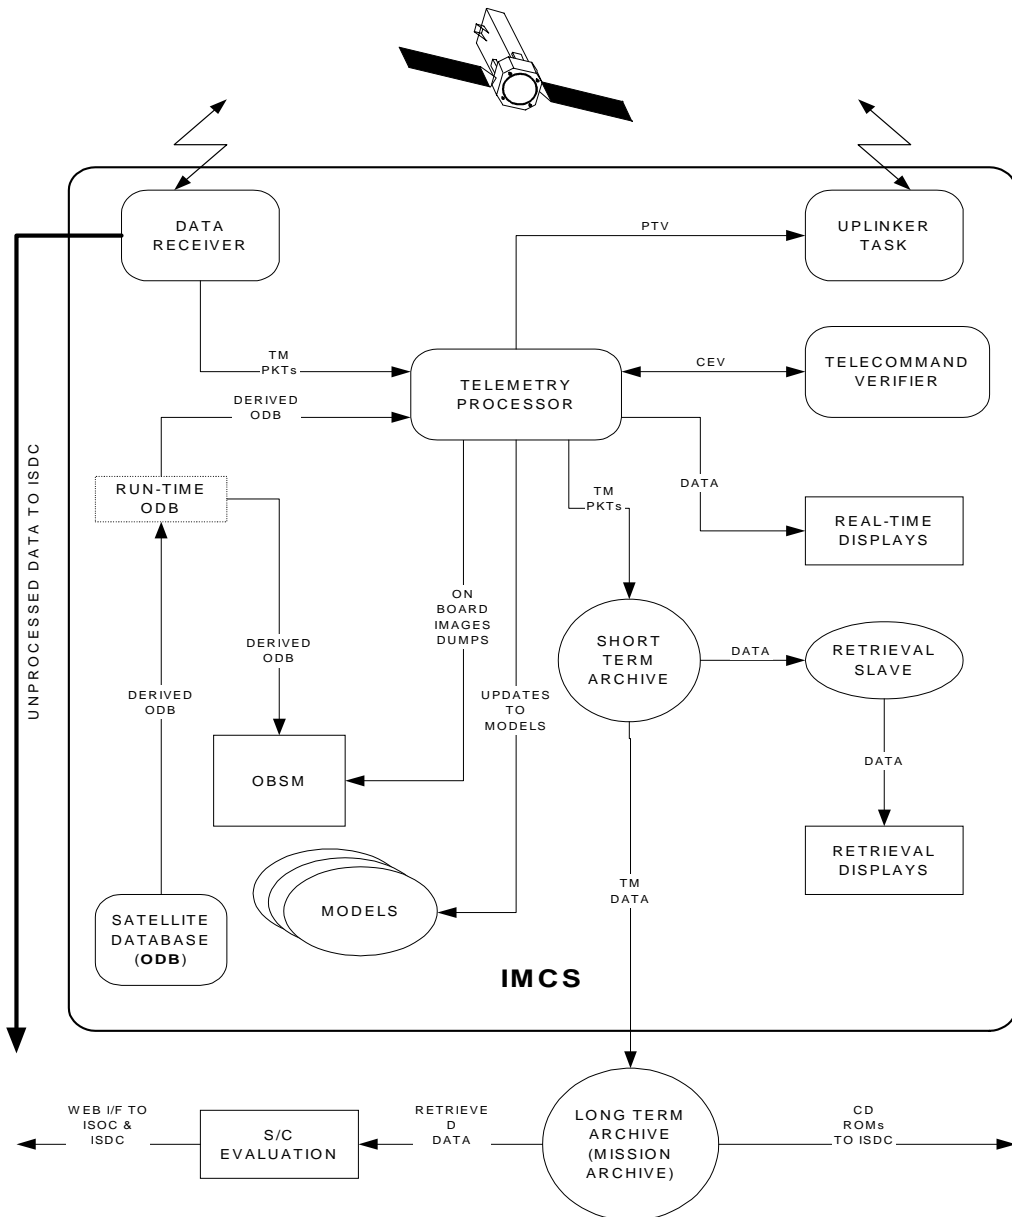 DATA
RECEIVER
PTV
UPLINKER
TASK
TM
PKTs
TELEMETRY
PROCESSOR
CEV
TELECOMMAND
VERIFIER
DERIVED
ODB
RUN-TIME
ODB
TM
PKTs
DATA
REAL-TIME
DISPLAYS
UNPROCESSED DATA TO ISDC
ON
BOARD
IMAGES
DUMPS
DERIVED
ODB
SHORT
TERM
ARCHIVE
DATA
RETRIEVAL
SLAVE
DERIVED
ODB
UPDATES
TO
MODELS
OBSM
DATA
RETRIEVAL
DISPLAYS
MODELS
TM
DATA
SATELLITE
DATABASE
(ODB)
IMCS
WEB I/F TO
ISOC &
ISDC
S/C
EVALUATION
RETRIEVE
D
DATA
LONG TERM
ARCHIVE
(MISSION
ARCHIVE)
CD
ROMs
TO ISDC